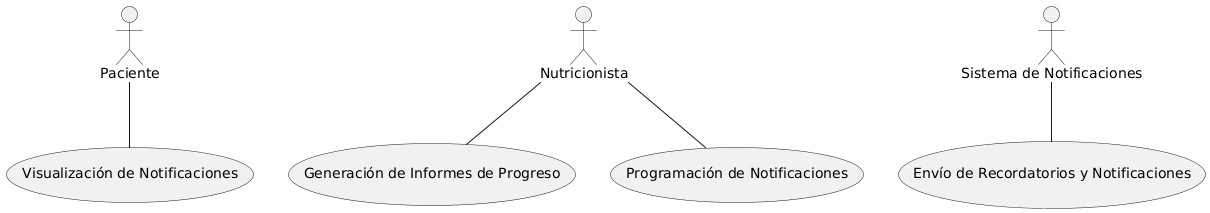 Paciente
Nutricionista
Sistema de Notificaciones
Visualización de Notificaciones
Generación de Informes de Progreso
Programación de Notificaciones
Envío de Recordatorios y Notificaciones